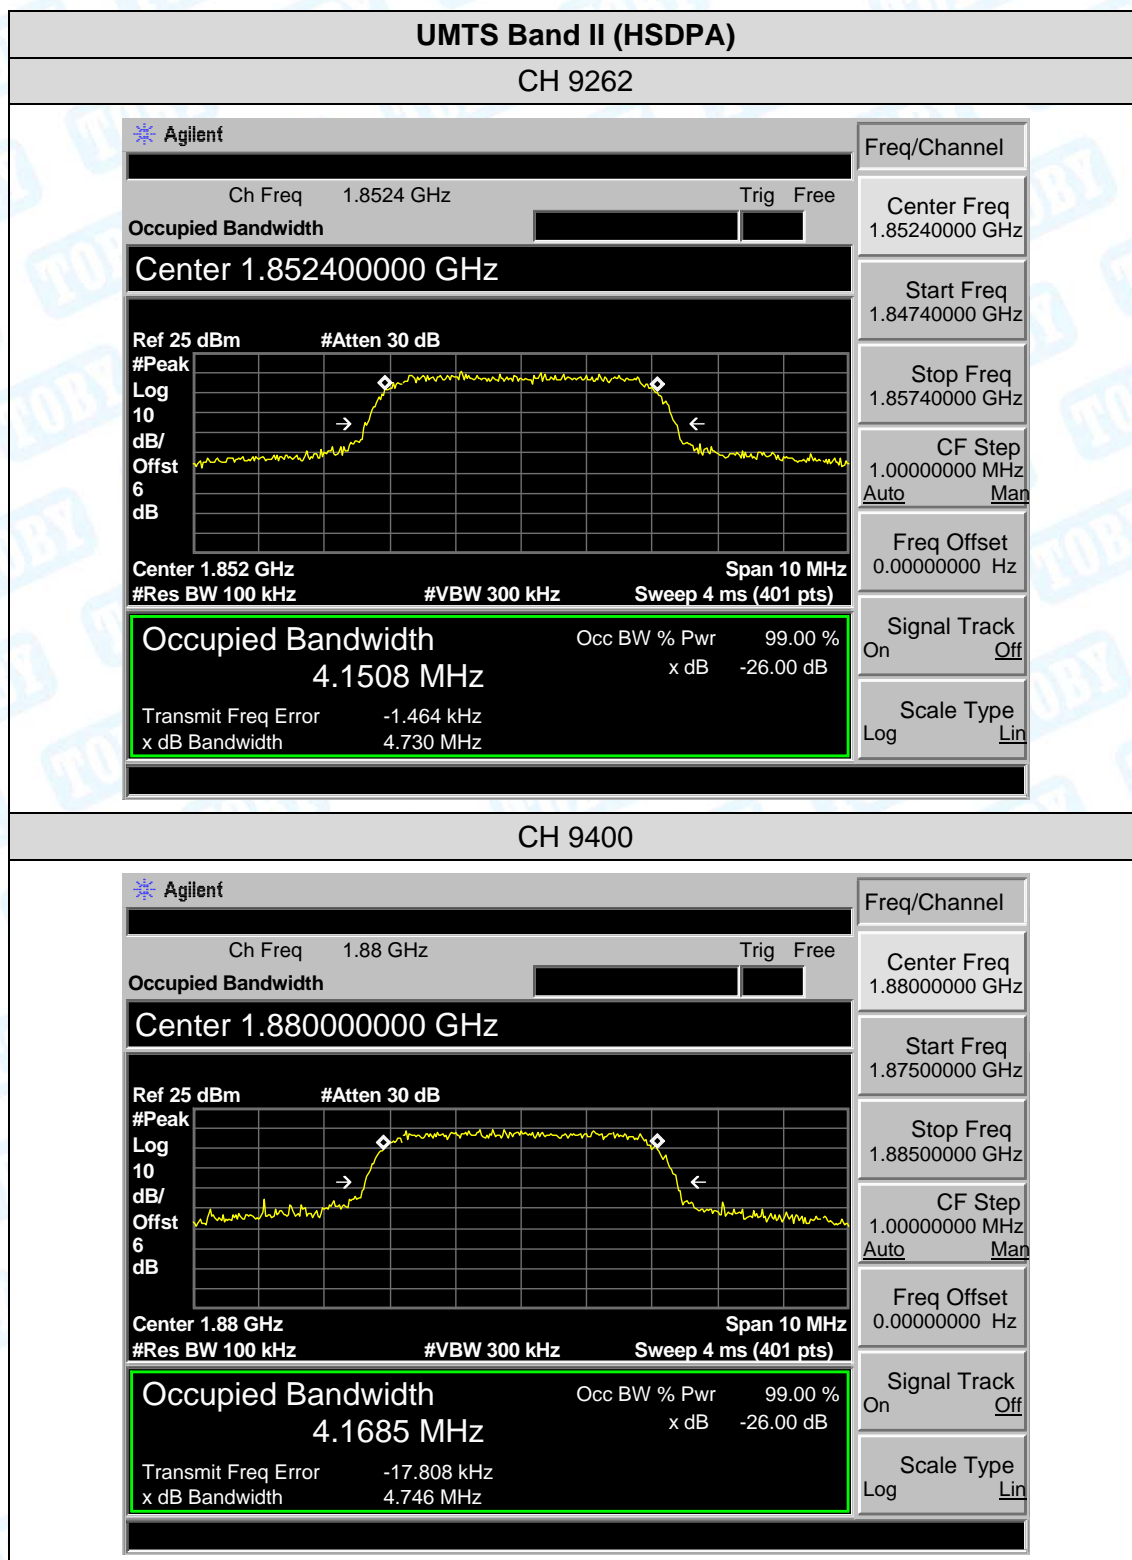 UMTS Band II (HSDPA)
CH 9262
Agilent
Freq/Channel
Ch Freq 1.8524 GHz Trig Free
Occupied Bandwidth
Center 1.852400000 GHz
Center Freq
1.85240000 GHz
Start Freq
1.84740000 GHz
Stop Freq
1.85740000 GHz
CF Step
1.00000000 MHz
Auto Man
Freq Offset
0.00000000 Hz
Signal Track
On Off
Scale Type
Log Lin
Ref 25 dBm #Atten 30 dB
#Peak
Log
10
dB/
Offst
6
dB
Center 1.852 GHz Span 10 MHz
#Res BW 100 kHz #VBW 300 kHz Sweep 4 ms (401 pts)
Occupied Bandwidth Occ BW % Pwr 99.00 %
4.1508 MHz x dB -26.00 dB
Transmit Freq Error -1.464 kHz
x dB Bandwidth 4.730 MHz
CH 9400
Agilent
Freq/Channel
Ch Freq 1.88 GHz Trig Free
Occupied Bandwidth
Center 1.880000000 GHz
Center Freq
1.88000000 GHz
Start Freq
1.87500000 GHz
Stop Freq
1.88500000 GHz
CF Step
1.00000000 MHz
Auto Man
Freq Offset
0.00000000 Hz
Signal Track
On Off
Scale Type
Log Lin
Ref 25 dBm #Atten 30 dB
#Peak
Log
10
dB/
Offst
6
dB
Center 1.88 GHz Span 10 MHz
#Res BW 100 kHz #VBW 300 kHz Sweep 4 ms (401 pts)
Occupied Bandwidth Occ BW % Pwr 99.00 %
4.1685 MHz x dB -26.00 dB
Transmit Freq Error -17.808 kHz
x dB Bandwidth 4.746 MHz
TOBY